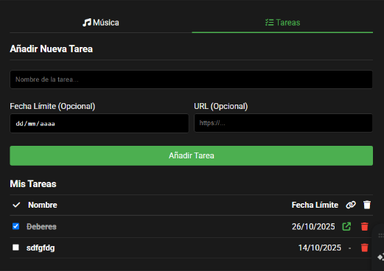 Música
Tareas
Añadir Nueva Tarea
Nombre de la tarea...
Fecha Límite (Opcional)
URL (Opcional)
dd/mm/aaaa
https://...
Añadir Tarea
Mis Tareas
Nombre Fecha Límite
Deberes 26/10/2025
sdfgfdg 14/10/2025 -